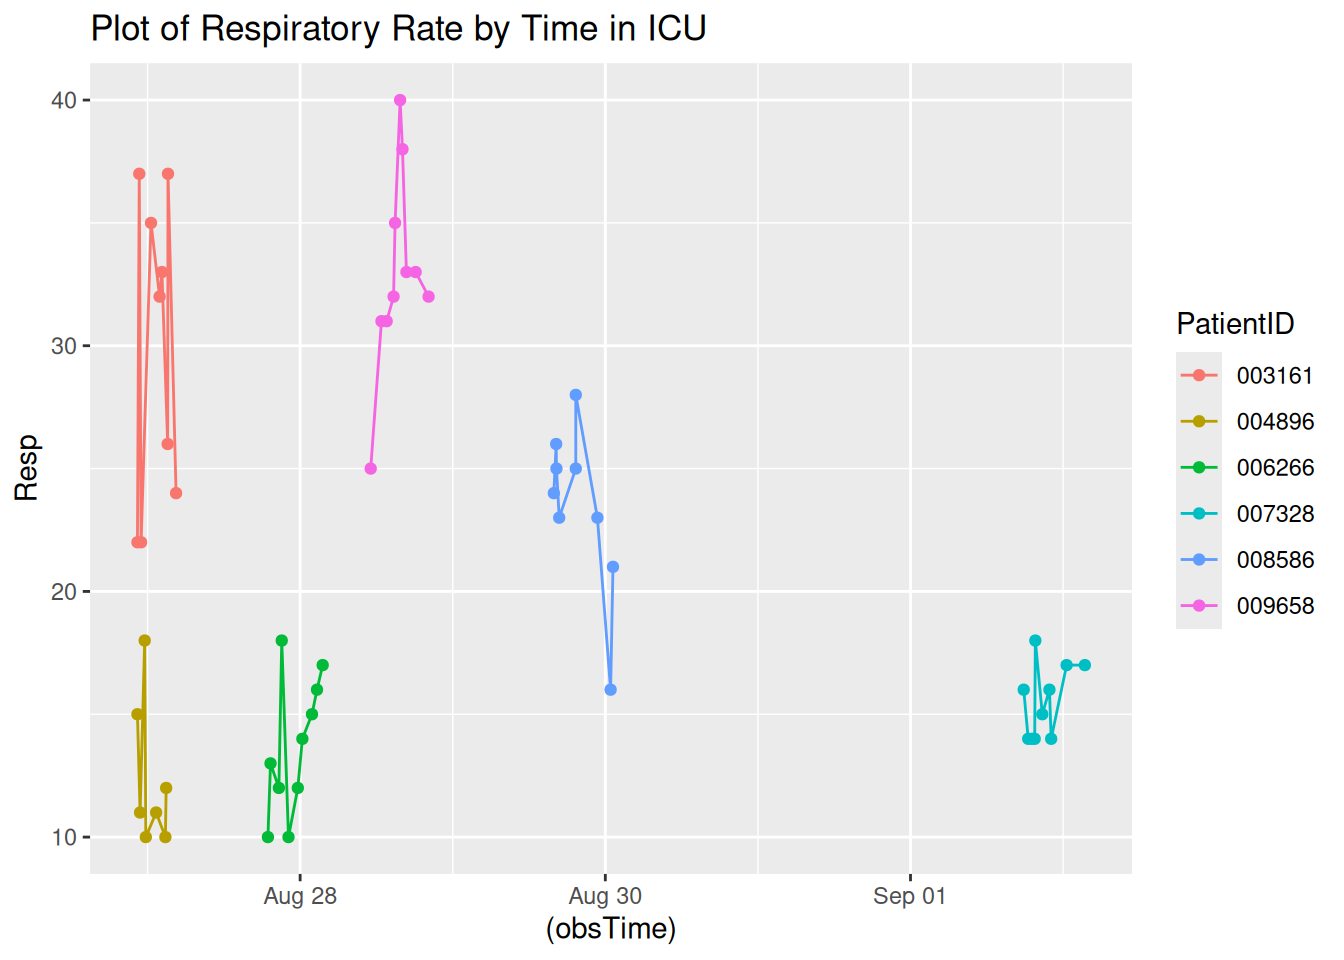 Plot of Respiratory Rate by Time in ICU
40
30
20
10
Resp
Aug 28
Aug 30
Sep 01
(obsTime)
PatientID
003161
004896
006266
007328
008586
009658